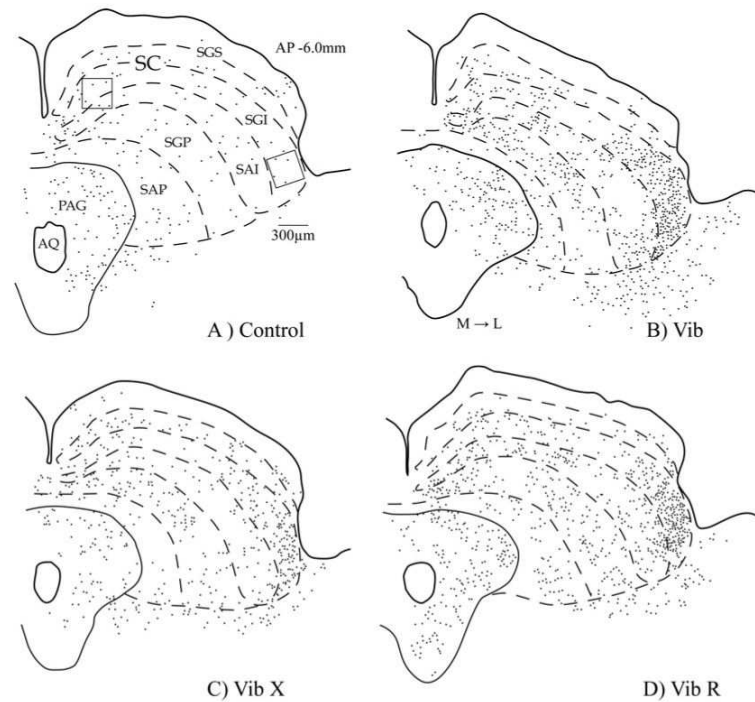 SGS
AP -6.0mm
SC
SGI
SGP
SAI
SAP
PAG
AQ
300μm
A ) Control
M → L
B) Vib
C) Vib X
D) Vib R